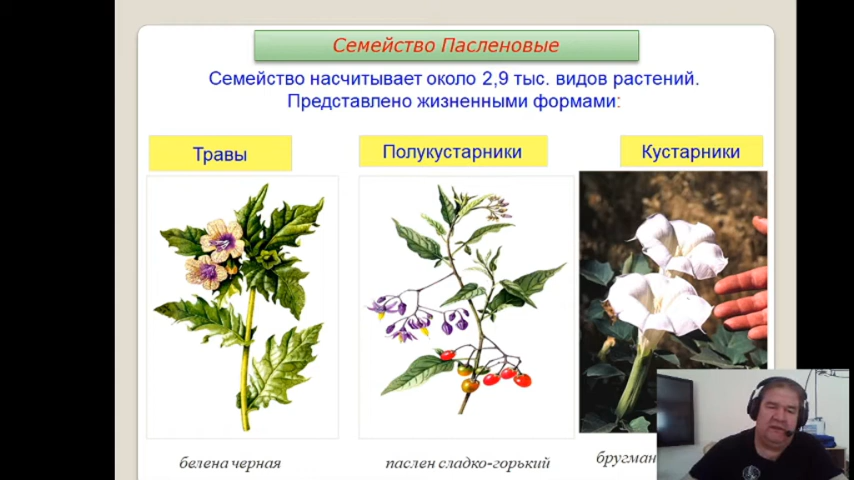 Семейство Пасленовые
Семейство насчитывает около 2,9 тыс. видов растений.
Представлено жизненными формами:
Травы
Полукустарники
Кустарники
белена черная
паслен сладко-горький
бругман